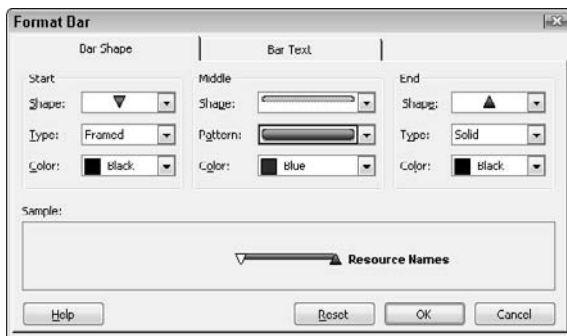 Format Bar
Bar Shape
Bar Text
Start
Shape:
Type:
Framed
Color:
Black
Middle
Shape:
Pattern:
Color:
Blue
End
Shape:
Type:
Solid
Color:
Black
Sample:
Resource Names
Help
Reset
OK
Cancel